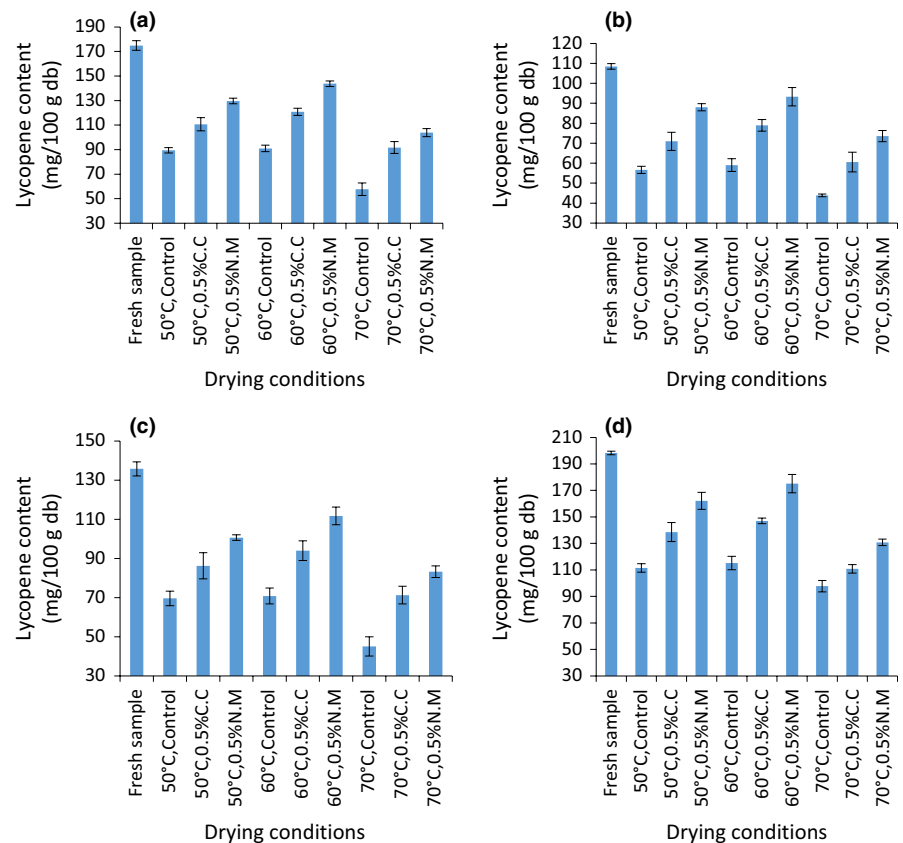 (a)
Lycopene content
(mg/100 g db)
190
170
150
130
110
90
70
50
30
Fresh sample
50°C,Control
50°C,0.5%C.C
50°C,0.5%N.M
60°C,Control
60°C,0.5%C.C
60°C,0.5%N.M
70°C,Control
70°C,0.5%C.C
70°C,0.5%N.M
Drying conditions
(b)
Lycopene content
(mg/100 g db)
120
110
100
90
80
70
60
50
40
30
Fresh sample
50°C,Control
50°C,0.5%C.C
50°C,0.5%N.M
60°C,Control
60°C,0.5%C.C
60°C,0.5%N.M
70°C,Control
70°C,0.5%C.C
70°C,0.5%N.M
Drying conditions
(c)
Lycopene content
(mg/100 g db)
150
130
110
90
70
50
30
Fresh sample
50°C,Control
50°C,0.5%C.C
50°C,0.5%N.M
60°C,Control
60°C,0.5%C.C
60°C,0.5%N.M
70°C,Control
70°C,0.5%C.C
70°C,0.5%N.M
Drying conditions
(d)
Lycopene content
(mg/100 g db)
210
190
170
150
130
110
90
70
50
30
Fresh sample
50°C,Control
50°C,0.5%C.C
50°C,0.5%N.M
60°C,Control
60°C,0.5%C.C
60°C,0.5%N.M
70°C,Control
70°C,0.5%C.C
70°C,0.5%N.M
Drying conditions